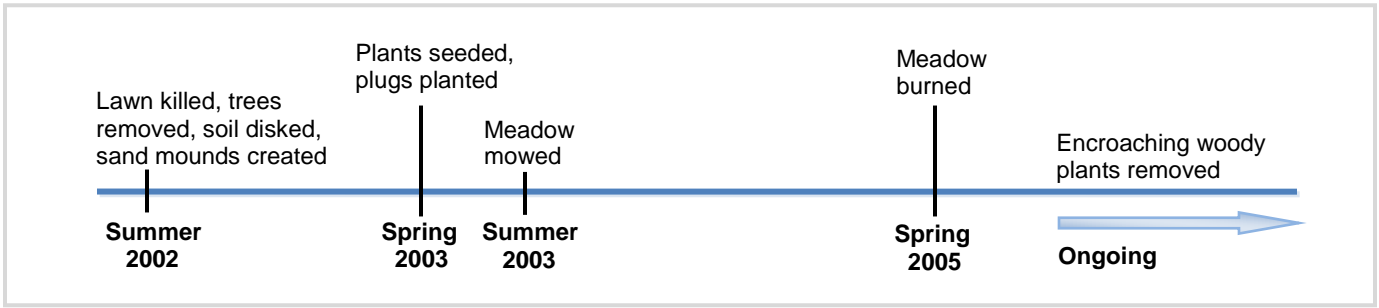 Lawn killed, trees
removed, soil disked,
sand mounds created
Summer
2002
Plants seeded,
plugs planted
Spring
2003
Meadow
mowed
Summer
2003
Meadow
burned
Spring
2005
Encroaching woody
plants removed
Ongoing